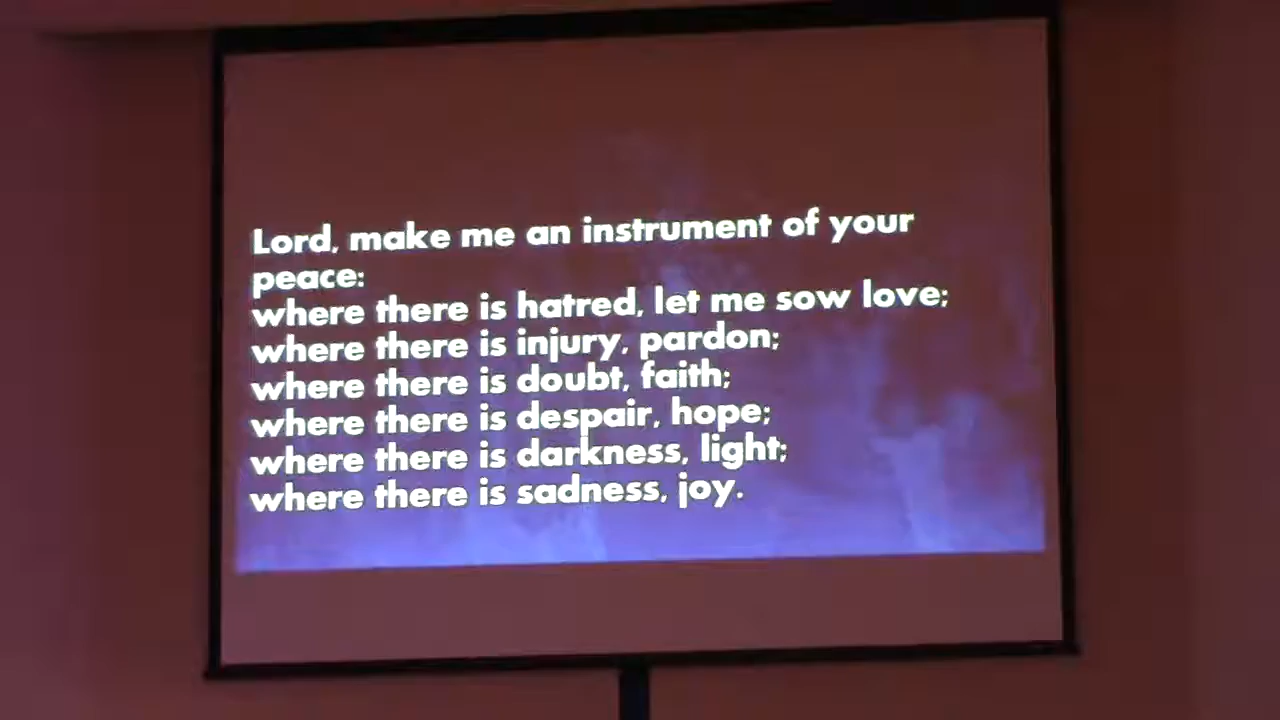 Lord, make me an instrument of your
peace:
where there is hatred, let me sow love;
where there is injury, pardon;
where there is doubt, faith;
where there is despair, hope;
where there is darkness, light;
where there is sadness, joy.